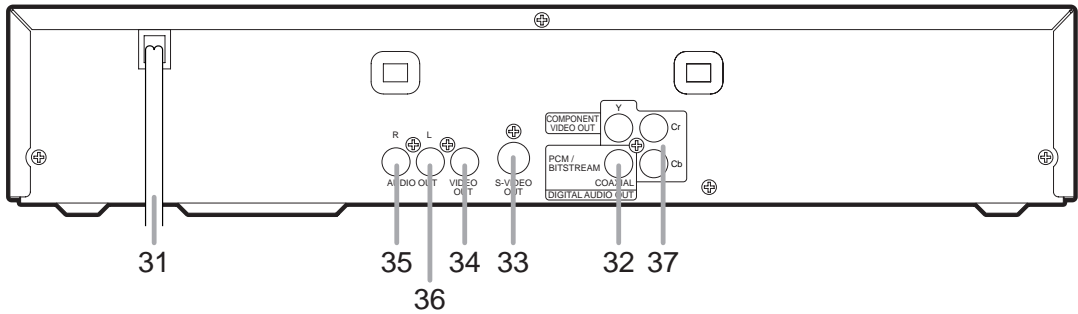 Y
COMPONENT
VIDEO OUT
Cr
R
L
PCM /
BITSTREAM
Cb
AUDIO OUT
VIDEO
OUT
S-VIDEO
OUT
COAXIAL
DIGITAL AUDIO OUT
31
35
34
33
32
37
36